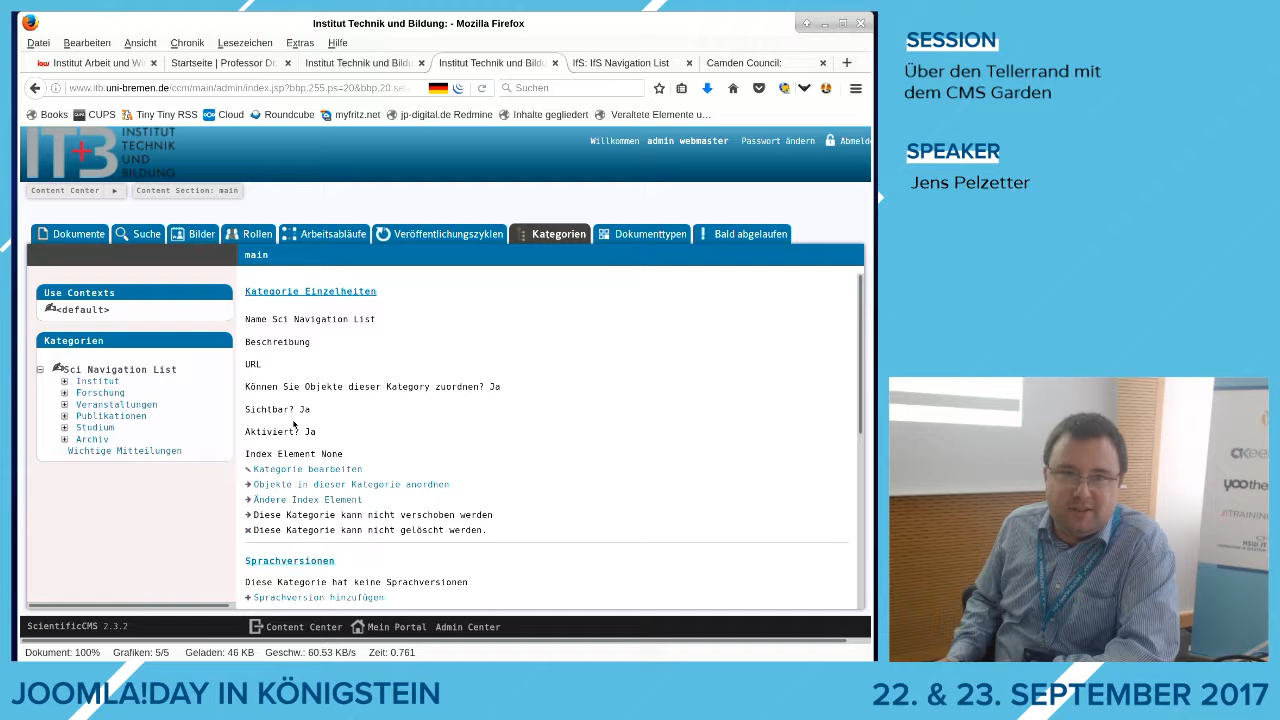 Institut Technik und Bildung: - Mozilla Firefox
Datei Bearbeiten Ansicht Chronik Lesezeichen Extras Hilfe
iaw Institut Arbeit und Wi Startseite | Professor Dr. Institut Technik und Bildu Institut Technik und Bild IfS: IfS Navigation List Camden Council:
www.itb.uni-bremen.de/ccm/main/admin/index.jsp?bbp.255.ps=20&bbp.20.sel Suchen
Books CUPS Tiny Tiny RSS Cloud Roundcube myfritz.net jp-digital.de Redmine Inhalte gegliedert Veraltete Elemente u…
IT+B INSTITUT
TECHNIK
UND
BILDUNG
Willkommen admin webmaster Passwort ändern Abmeld
Content Center Content Section: main
Dokumente Suche Bilder Rollen Arbeitsabläufe Veröffentlichungszyklen Kategorien Dokumenttypen Bald abgelaufen
main
Use Contexts
<default>
Kategorien
Sci Navigation List
Institut
Forschung
Veranstaltungen
Publikationen
Studium
Archiv
Wichtige Mitteilungen
Kategorie Einzelheiten
Name Sci Navigation List
Beschreibung
URL
Können Sie Objekte dieser Kategory zuordnen? Ja
Sichtbar? Ja
Aktiviert? Ja
Index Element None
Kategorie bearbeiten
Objekte in dieser Kategorie anordnen
Ändere Index Element
Diese Kategorie kann nicht verschoben werden
Diese Kategorie kann nicht gelöscht werden.
Sprachversionen
Diese Kategorie hat keine Sprachversionen
Sprachversion hinzufügen
ScientificCMS 2.3.2 Content Center Mein Portal Admin Center
Dokument: 100% Grafiken: 5/5 Geladen: 46 KB Geschw.: 60.53 KB/s Zeit: 0.761
SESSION
Über den Tellerrand mit
dem CMS Garden
SPEAKER
Jens Pelzetter
akee
yoothe
JOOMLA!DAY IN KÖNIGSTEIN
22. & 23. SEPTEMBER 2017